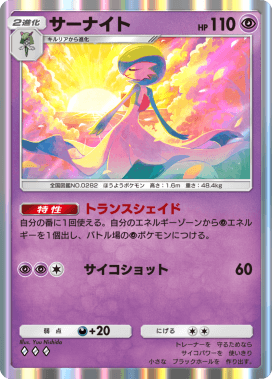 2進化 サーナイト HP 110
キルリアから進化
全国図鑑NO.0282 ほうようポケモン 高さ：1.6m 重さ：48.4kg
特性 トランスシェイド
自分の番に1回使える。自分のエネルギーゾーンから超エネル
ギーを1個出し、バトル場の超ポケモンにつける。
サイコショット 60
弱点 +20 にげる
Illus. Yuu Nishida
トレーナーを 守るためなら
サイコパワーを 使いきり
小さな ブラックホールを 作り出す。